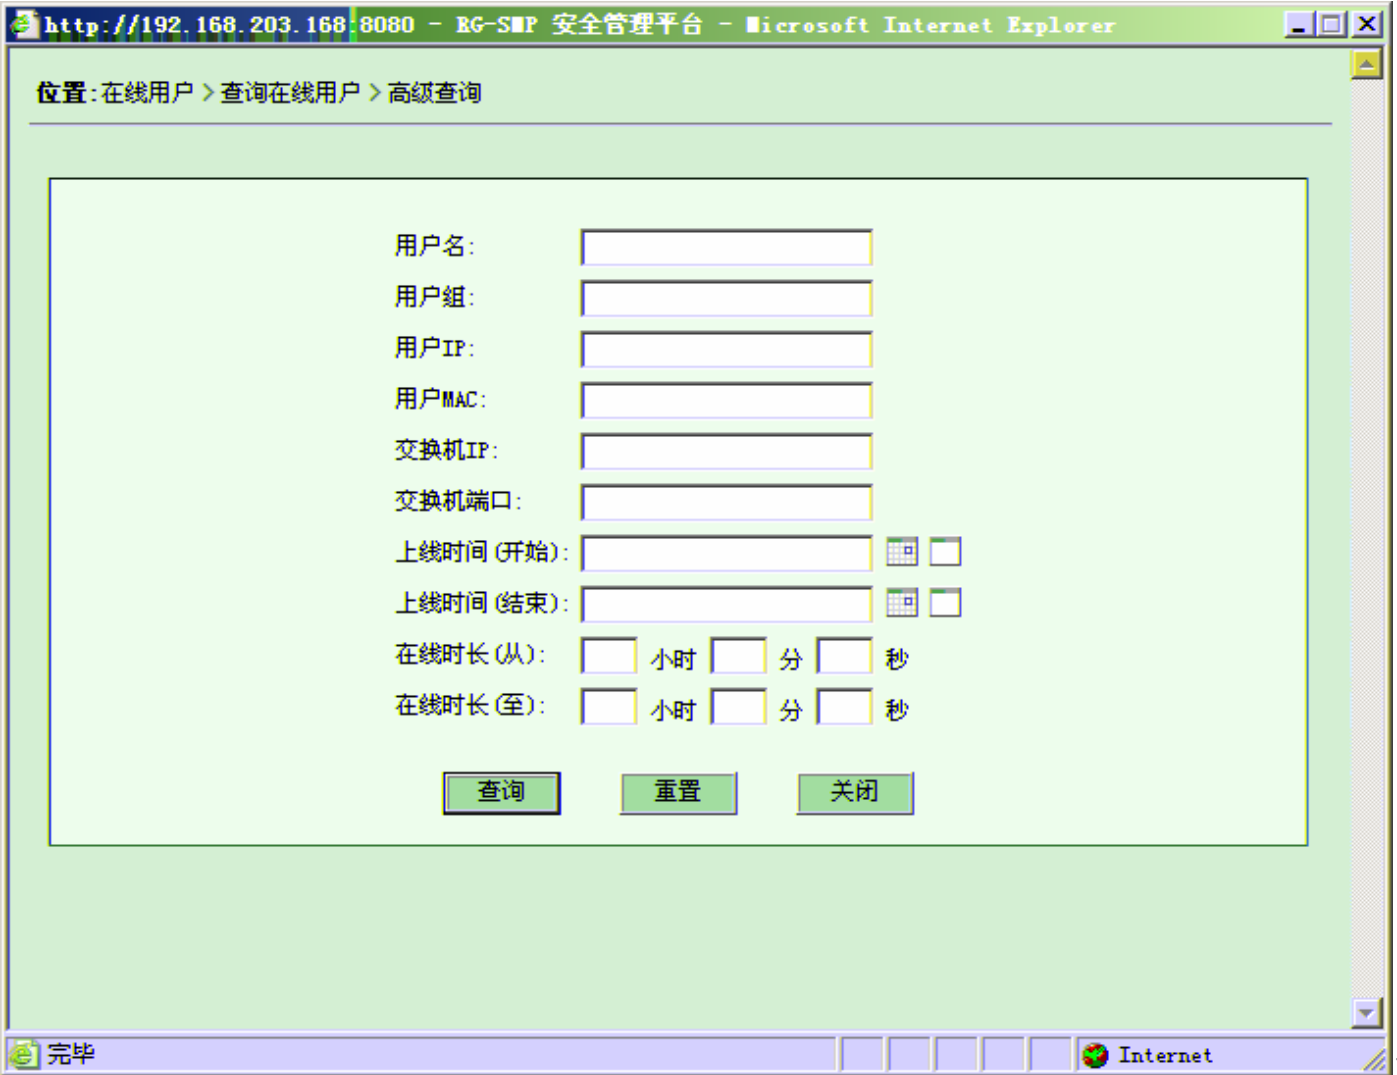 http://192.168.203.168:8080 - RG-SMP 安全管理平台 - Microsoft Internet Explorer
位置:在线用户 > 查询在线用户 > 高级查询
用户名:
用户组:
用户IP:
用户MAC:
交换机IP:
交换机端口:
上线时间(开始):
上线时间(结束):
在线时长(从): 小时 分 秒
在线时长(至): 小时 分 秒
查询 重置 关闭
完毕 Internet